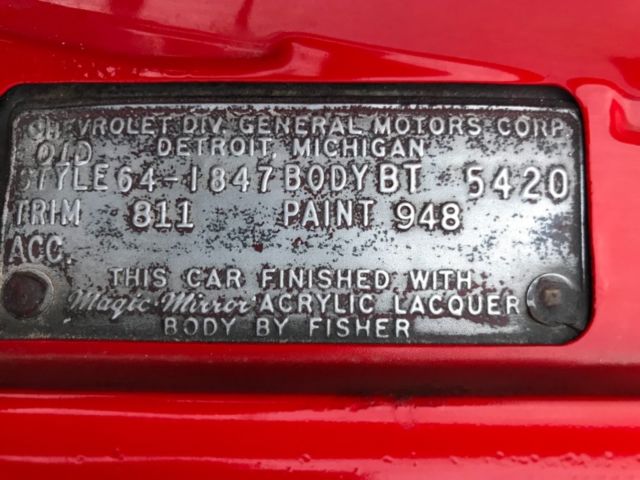 CHEVROLET DIV. GENERAL MOTORS CORP
01D DETROIT, MICHIGAN
STYLE 64-1847 BODY BT 5420
TRIM 811 PAINT 948
ACC.
THIS CAR FINISHED WITH
Magic-Mirror ACRYLIC LACQUER
BODY BY FISHER